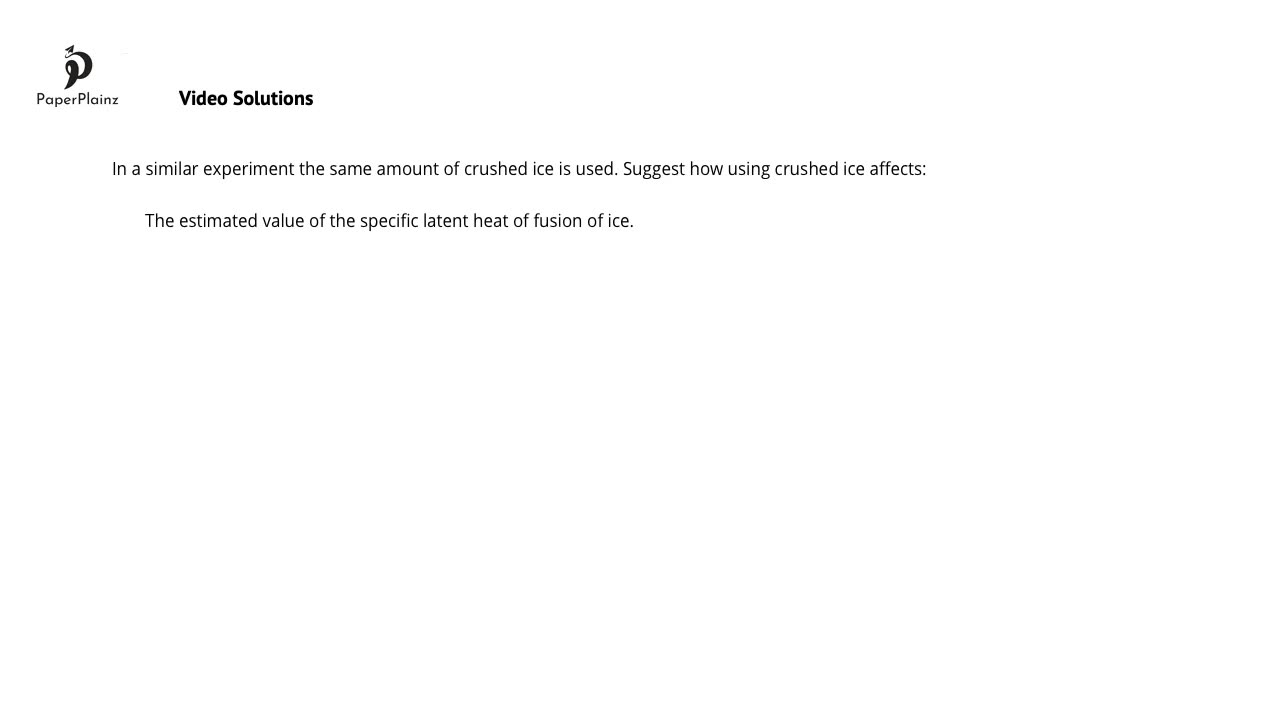 PaperPlainz
Video Solutions
In a similar experiment the same amount of crushed ice is used. Suggest how using crushed ice affects:
The estimated value of the specific latent heat of fusion of ice.